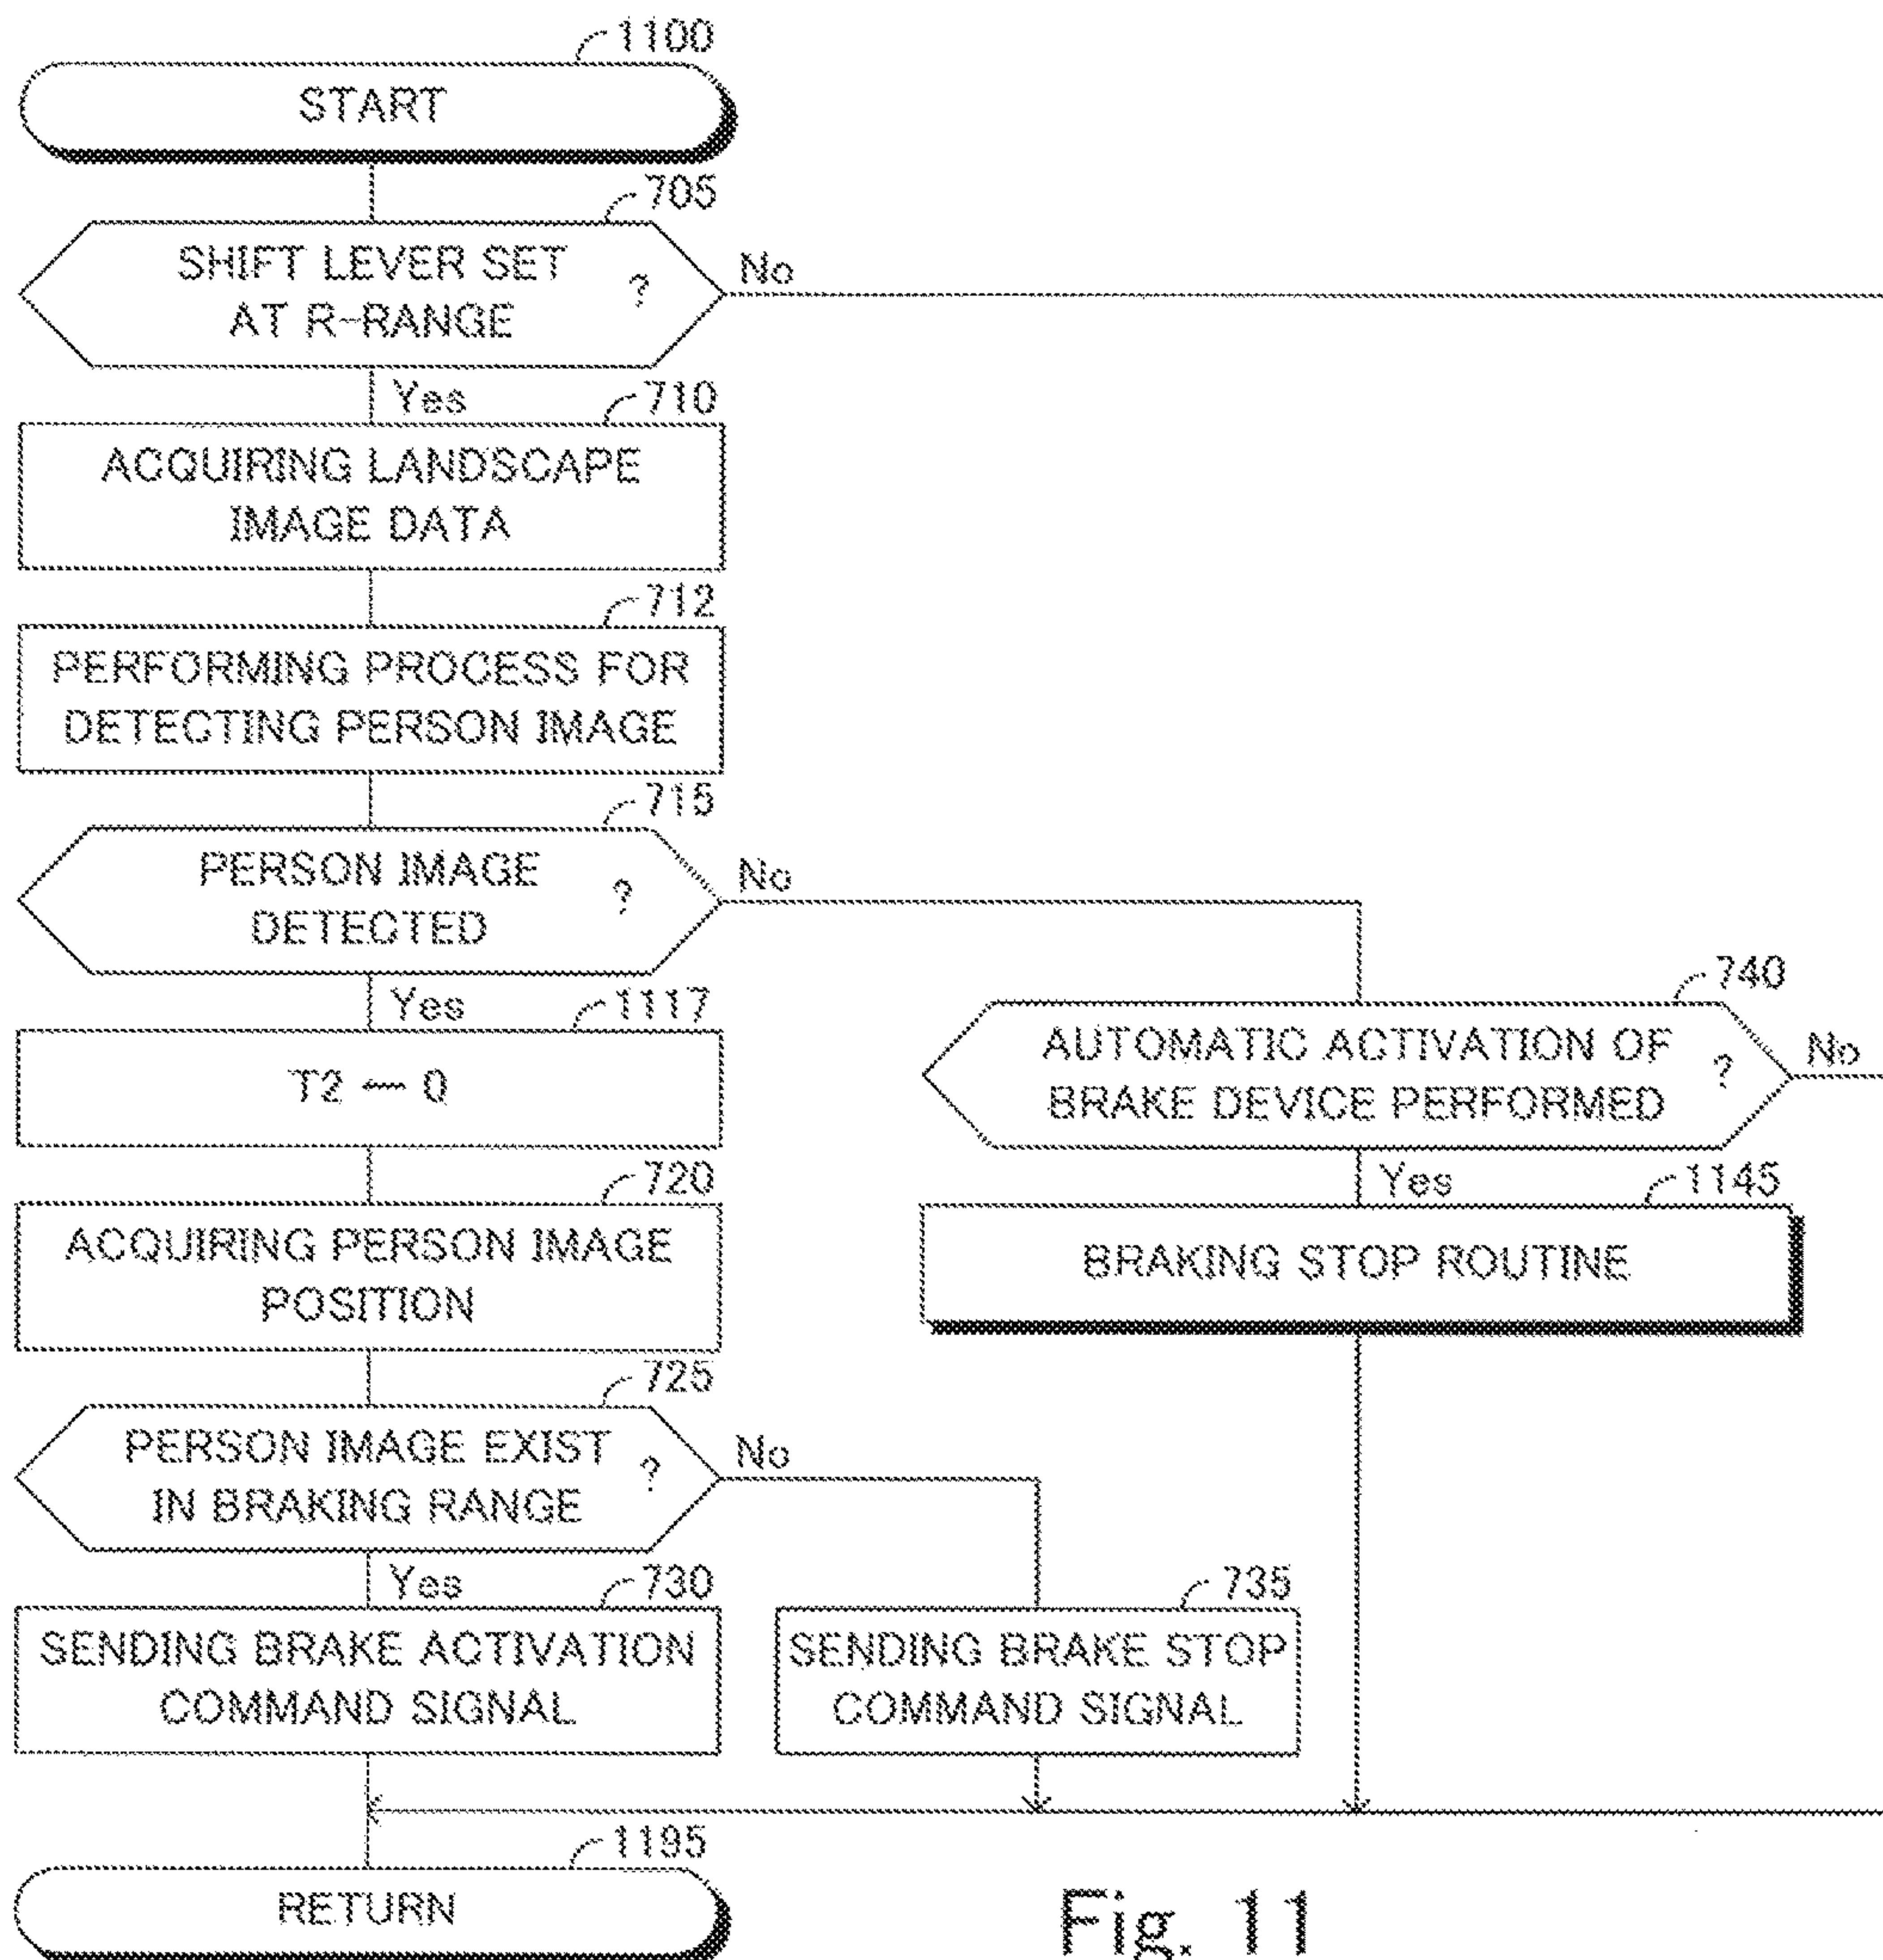 1100
START
705
SHIFT LEVER SET
AT R-RANGE
?
No
Yes
710
ACQUIRING LANDSCAPE
IMAGE DATA
712
PERFORMING PROCESS FOR
DETECTING PERSON IMAGE
715
PERSON IMAGE
DETECTED
?
No
Yes
1117
T2 ← 0
740
AUTOMATIC ACTIVATION OF
BRAKE DEVICE PERFORMED
?
No
Yes
1145
BRAKING STOP ROUTINE
720
ACQUIRING PERSON IMAGE
POSITION
725
PERSON IMAGE EXIST
IN BRAKING RANGE
?
No
Yes
730
SENDING BRAKE ACTIVATION
COMMAND SIGNAL
735
SENDING BRAKE STOP
COMMAND SIGNAL
1195
RETURN
Fig. 11